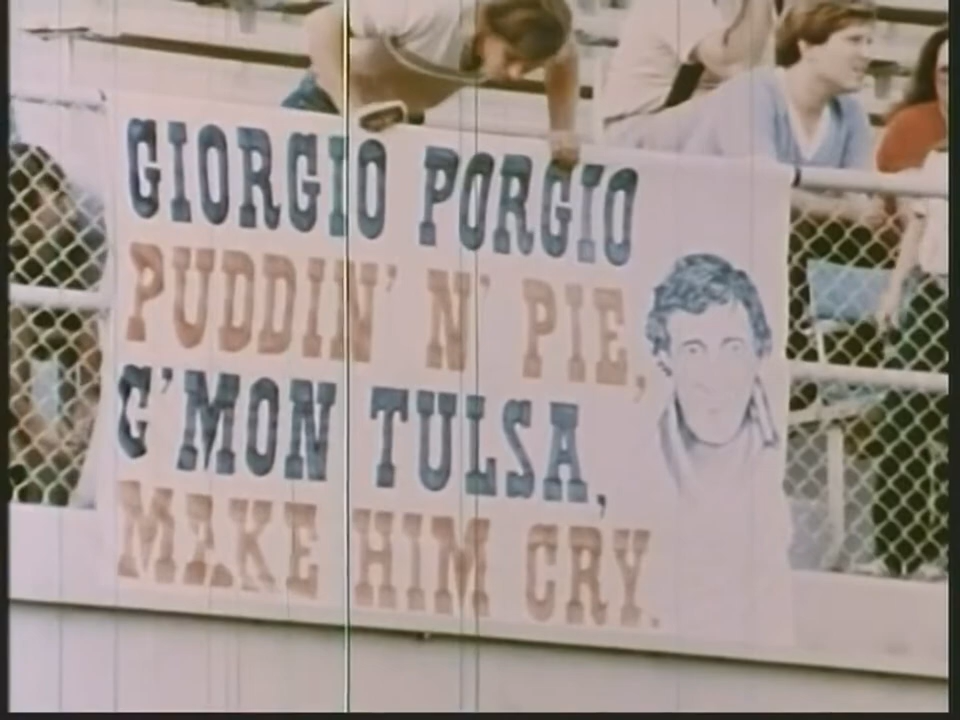 GIORGIO PORGIO
PUDDIN' N' PIE,
C'MON TULSA,
MAKE HIM CRY.